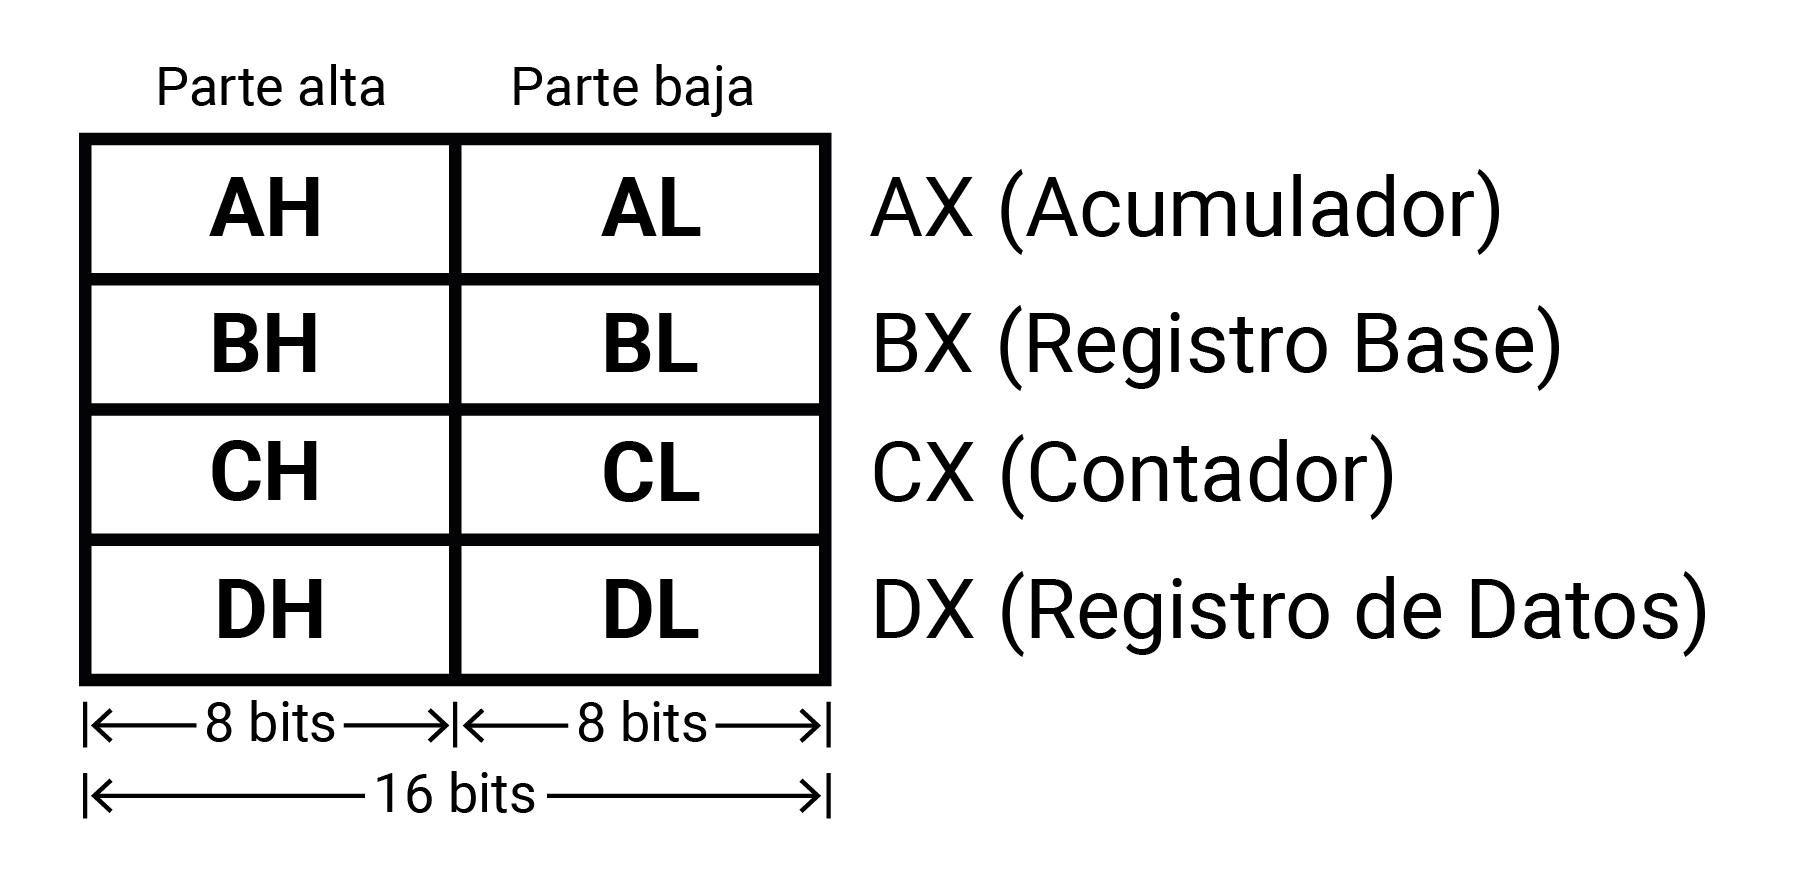 Parte alta Parte baja
AH AL AX (Acumulador)
BH BL BX (Registro Base)
CH CL CX (Contador)
DH DL DX (Registro de Datos)
8 bits 8 bits
16 bits